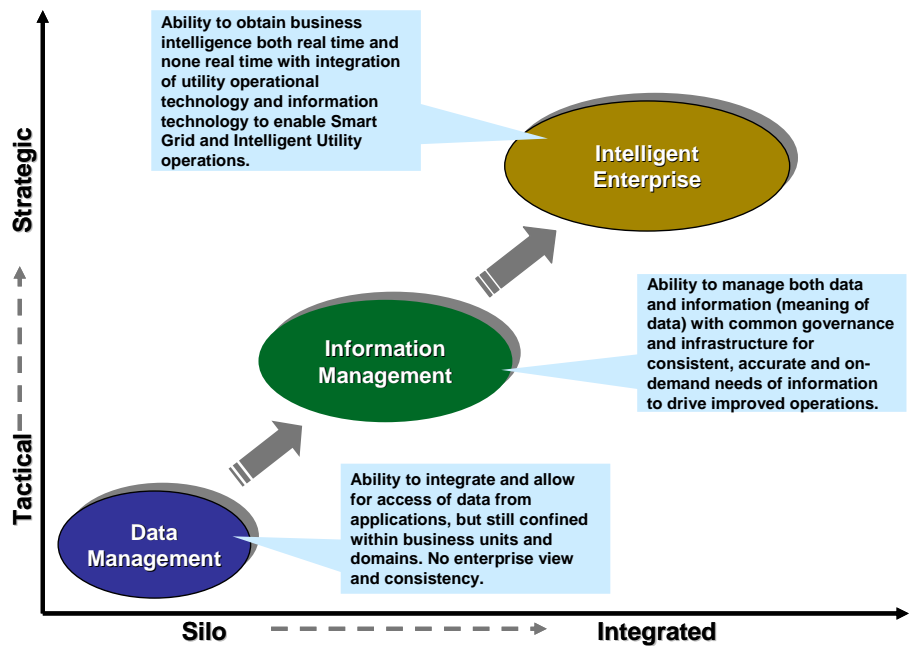 Ability to obtain business
intelligence both real time and
none real time with integration
of utility operational
technology and information
technology to enable Smart
Grid and Intelligent Utility
operations.
Strategic
Intelligent
Enterprise
Ability to manage both data
and information (meaning of
data) with common governance
and infrastructure for
consistent, accurate and on-
demand needs of information
to drive improved operations.
Information
Management
Tactical
Ability to integrate and allow
for access of data from
applications, but still confined
within business units and
domains. No enterprise view
and consistency.
Data
Management
Silo
Integrated